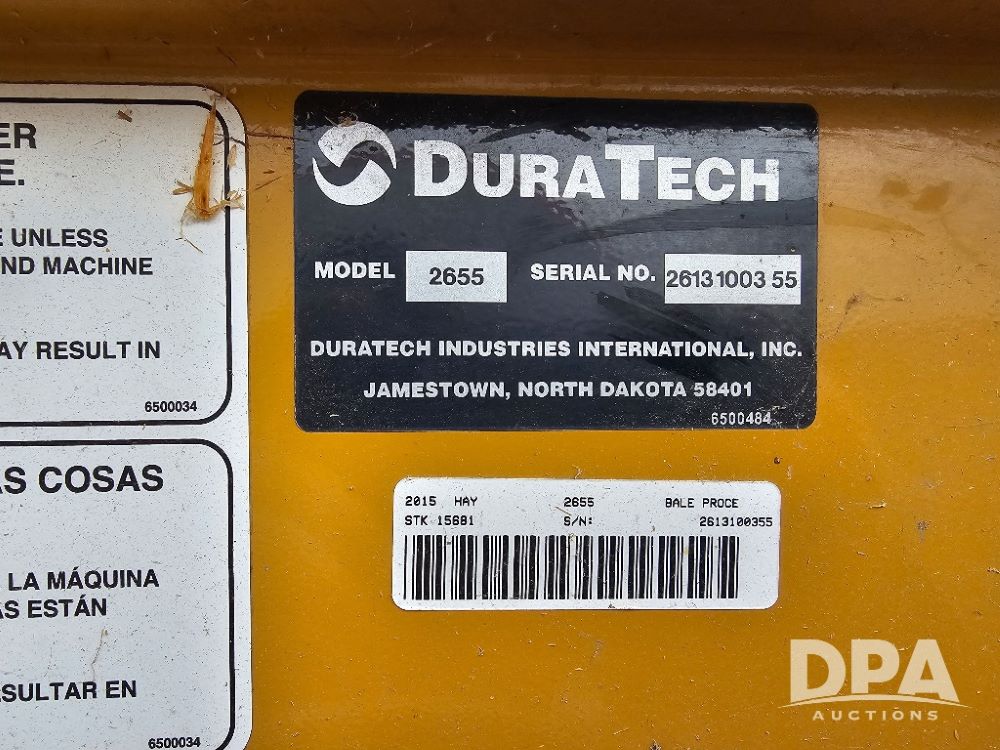 ER
E.
E UNLESS
ND MACHINE
AY RESULT IN
6500034
AS COSAS
LA MÁQUINA
AS ESTÁN
ESULTAR EN
6500034
DURATECH
MODEL 2655 SERIAL NO. 26131003 55
DURATECH INDUSTRIES INTERNATIONAL, INC.
JAMESTOWN, NORTH DAKOTA 58401
6500484
2015 HAY 2655 BALE PROCE
STK 15681 S/N: 2613100355
DPA
AUCTIONS